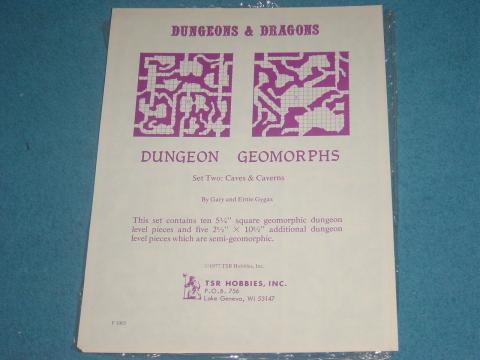 DUNGEONS & DRAGONS
DUNGEON GEOMORPHS
Set Two: Caves & Caverns
By Gary and Ernie Gygax
This set contains ten 5¼" square geomorphic dungeon
level pieces and five 2½" × 10½" additional dungeon
level pieces which are semi-geomorphic.
©1977 TSR Hobbies, Inc.
TSR HOBBIES, INC.
P.O.B. 756
Lake Geneva, WI 53147